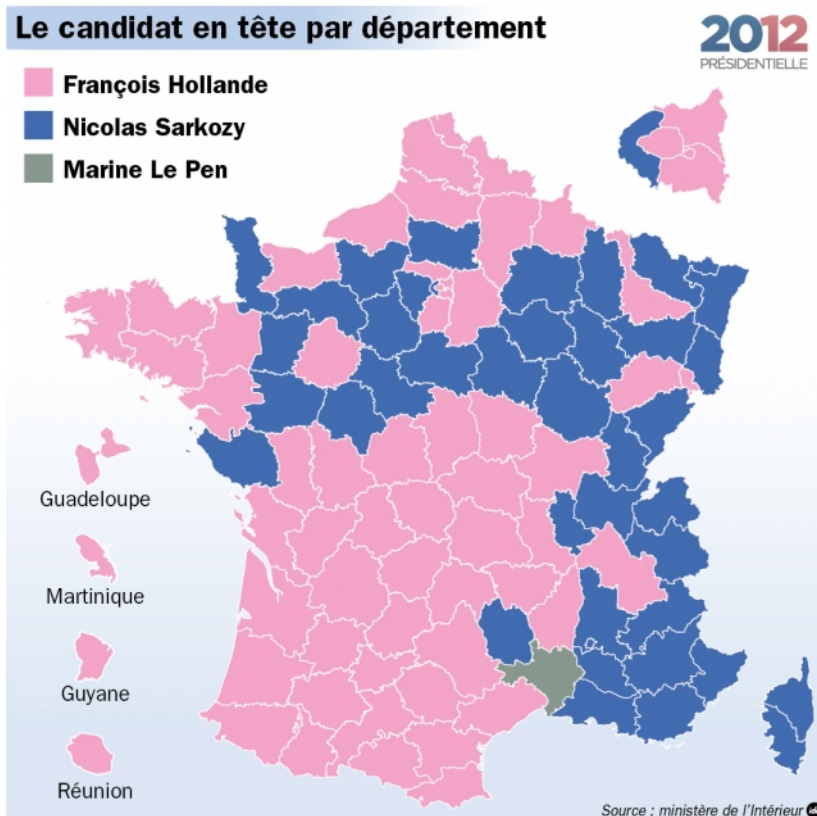 Le candidat en tête par département
2012
PRÉSIDENTIELLE
François Hollande
Nicolas Sarkozy
Marine Le Pen
Guadeloupe
Martinique
Guyane
Réunion
Source : ministère de l'Intérieur